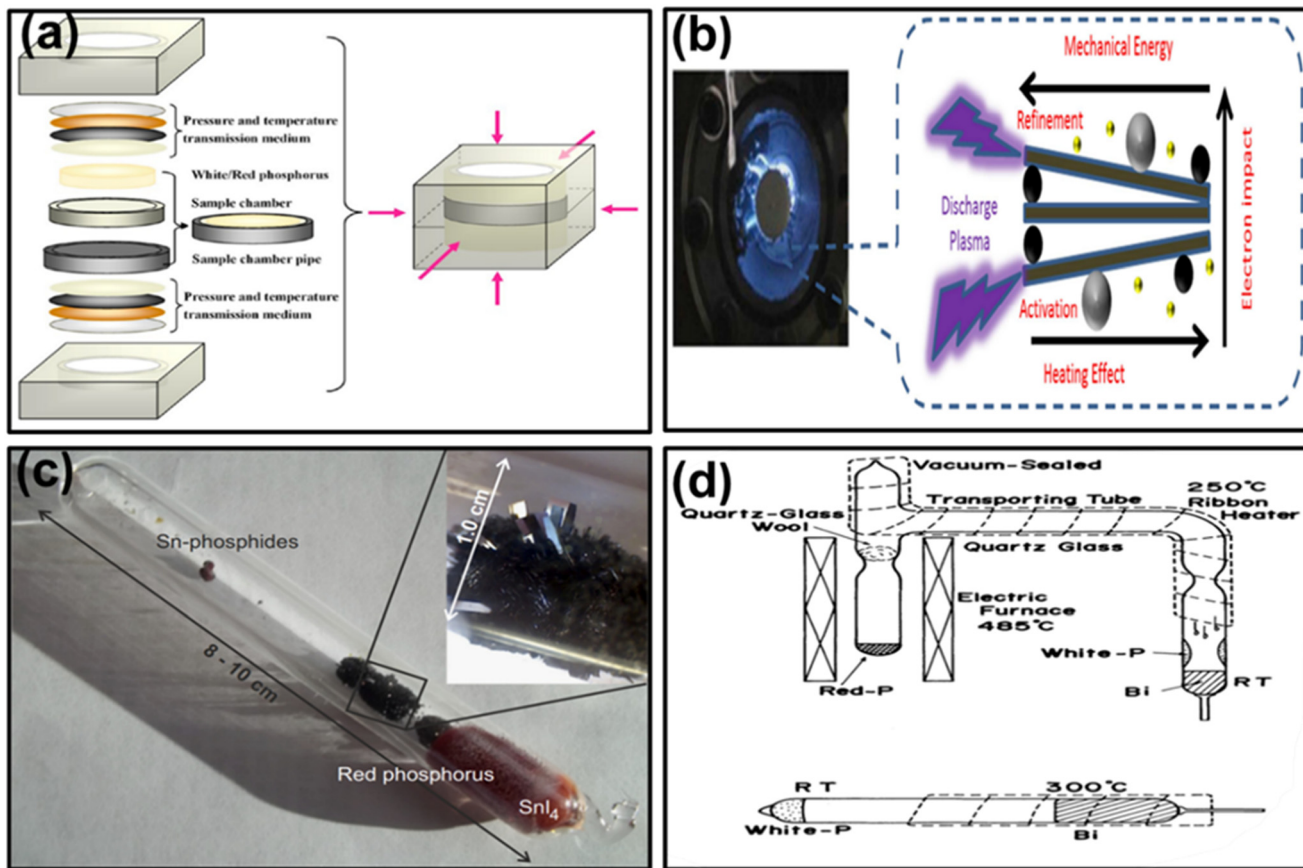 (a)
Pressure and temperature
transmission medium
White/Red phosphorus
Sample chamber
Sample chamber pipe
Pressure and temperature
transmission medium
(b)
Mechanical Energy
Refinement
Discharge
Plasma
Electron impact
Activation
Heating Effect
(c)
1.0 cm
Sn-phosphides
8 - 10 cm
Red phosphorus
SnI4
(d)
Vacuum-Sealed
Transporting Tube
250°C
Ribbon
Heater
Quartz-Glass
Wool
Quartz Glass
Electric
Furnace
485°C
White-P
Red-P
Bi
RT
RT
300°C
White-P
Bi